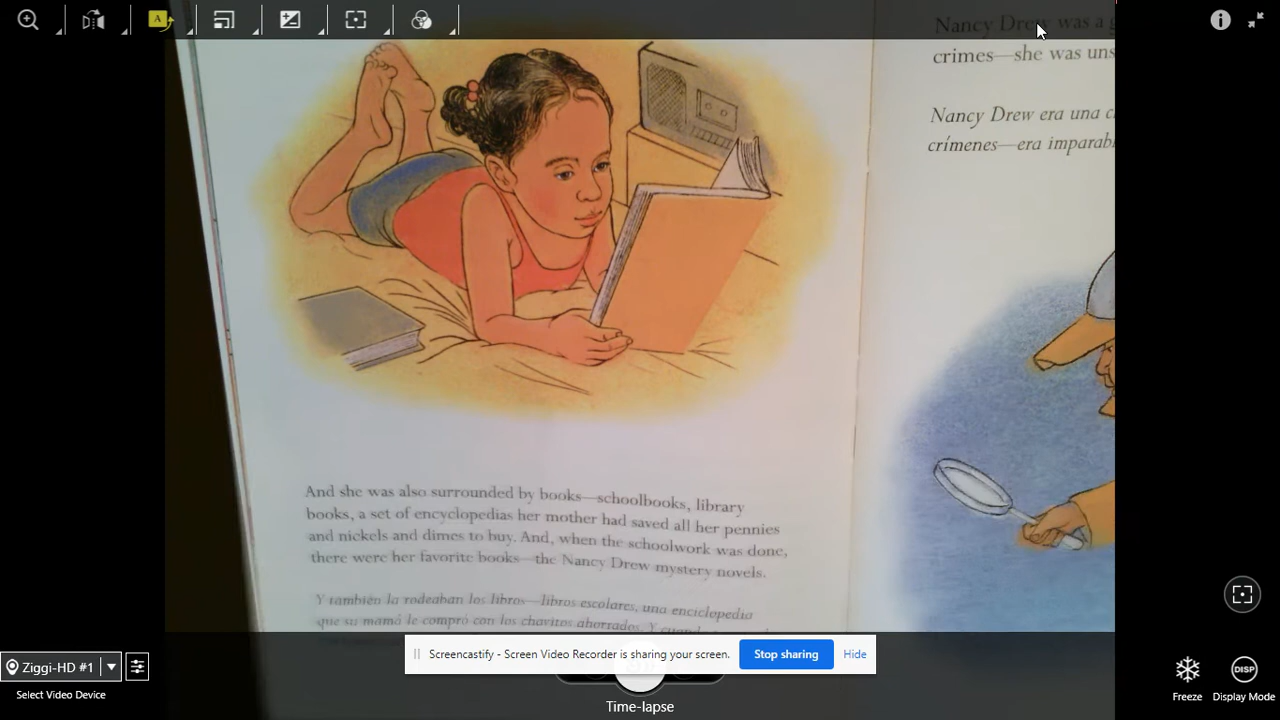 A
Nancy Drew was a g
crimes—she was uns
Nancy Drew era una c
crímenes—era imparabl
And she was also surrounded by books—schoolbooks, library
books, a set of encyclopedias her mother had saved all her pennies
and nickels and dimes to buy. And, when the schoolwork was done,
there were her favorite books—the Nancy Drew mystery novels.
Y también la rodeaban los libros—libros escolares, una enciclopedia
que su mamá le compró con los chavitos ahorrados. Y cuando
Screencastify - Screen Video Recorder is sharing your screen.
Stop sharing
Hide
Ziggi-HD #1
Select Video Device
Time-lapse
Freeze
DISP
Display Mode